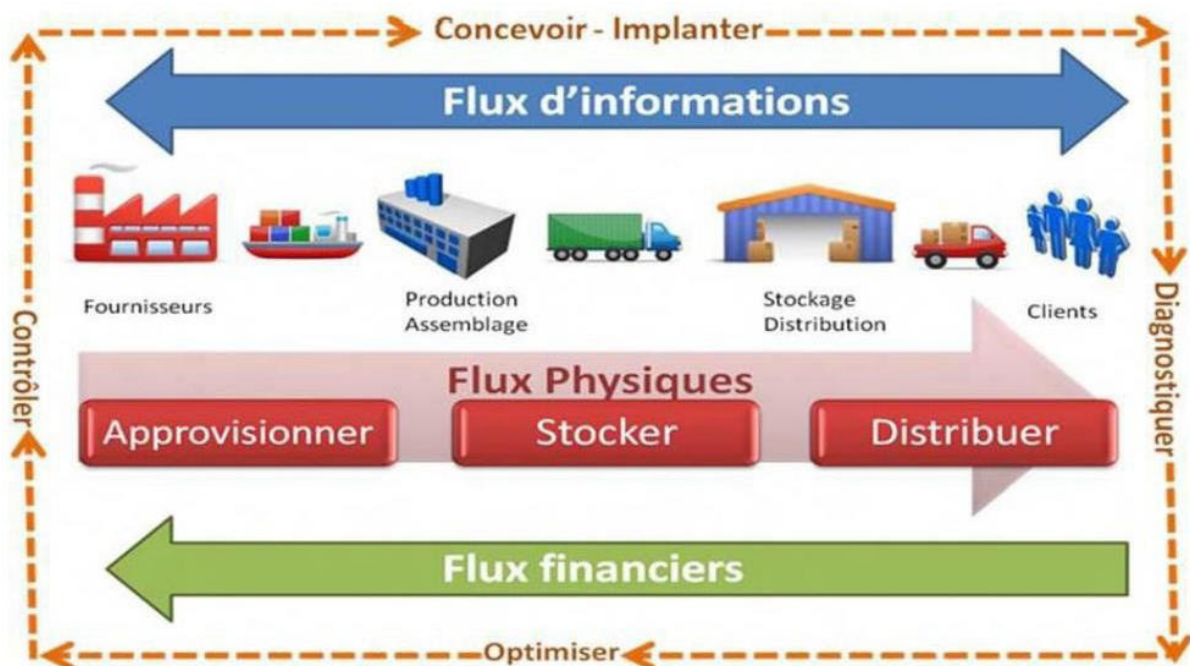 Concevoir - Implanter
Flux d'informations
Fournisseurs
Production
Assemblage
Stockage
Distribution
Clients
Contrôler
Diagnostiquer
Flux Physiques
Approvisionner
Stocker
Distribuer
Flux financiers
Optimiser